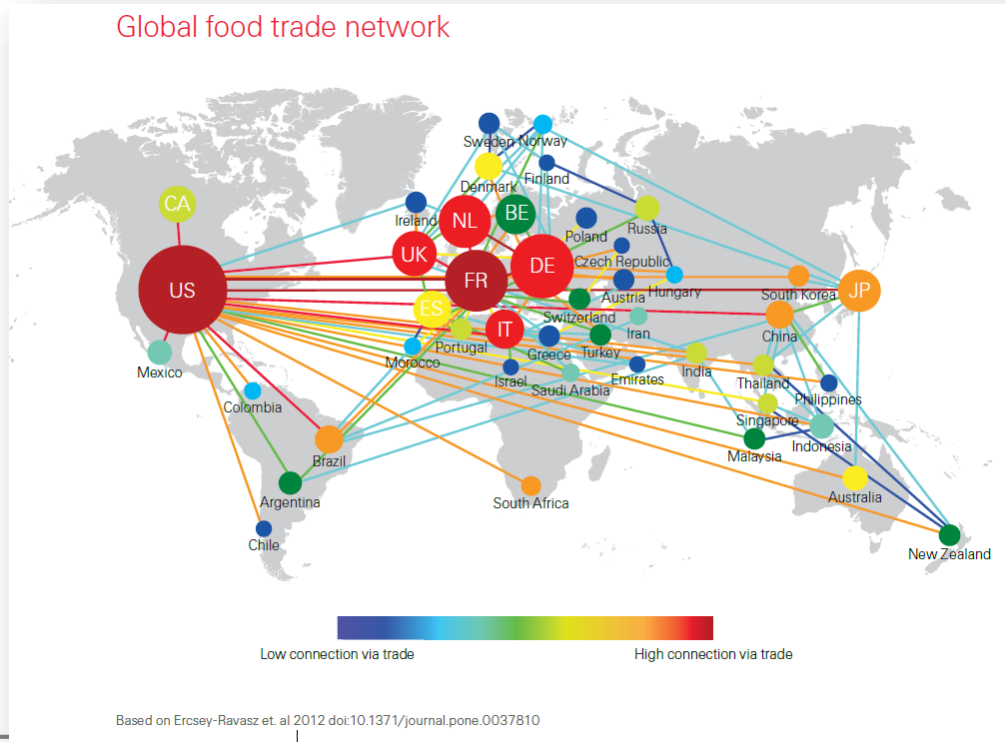 Global food trade network
Sweden Norway
Finland
Denmark
CA
Ireland
NL
BE
Russia
Poland
UK
Czech Republic
DE
FR
US
Austria
Hungary
South Korea
JP
ES
Switzerland
IT
Iran
China
Portugal
Greece
Turkey
Morocco
Mexico
Israel
Saudi Arabia
Emirates
India
Thailand
Philippines
Colombia
Singapore
Brazil
Indonesia
Malaysia
Argentina
South Africa
Australia
Chile
New Zealand
Low connection via trade
High connection via trade
Based on Ercsey-Ravasz et. al 2012 doi:10.1371/journal.pone.0037810